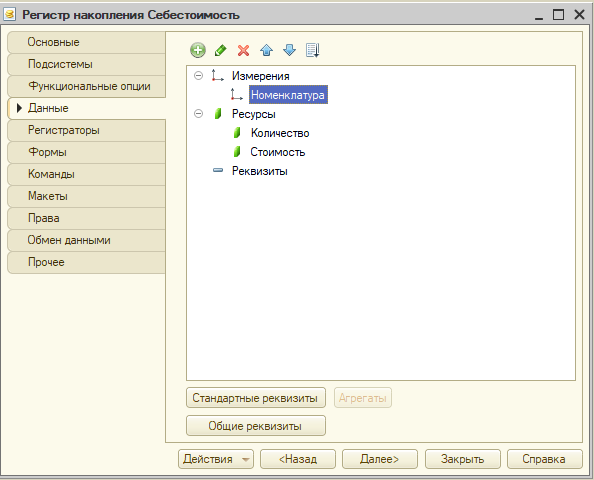 Регистр накопления Себестоимость
Основные
Подсистемы
Функциональные опции
Данные
Регистраторы
Формы
Команды
Макеты
Права
Обмен данными
Прочее
Измерения
Номенклатура
Ресурсы
Количество
Стоимость
Реквизиты
Стандартные реквизиты
Агрегаты
Общие реквизиты
Действия
<Назад
Далее>
Закрыть
Справка